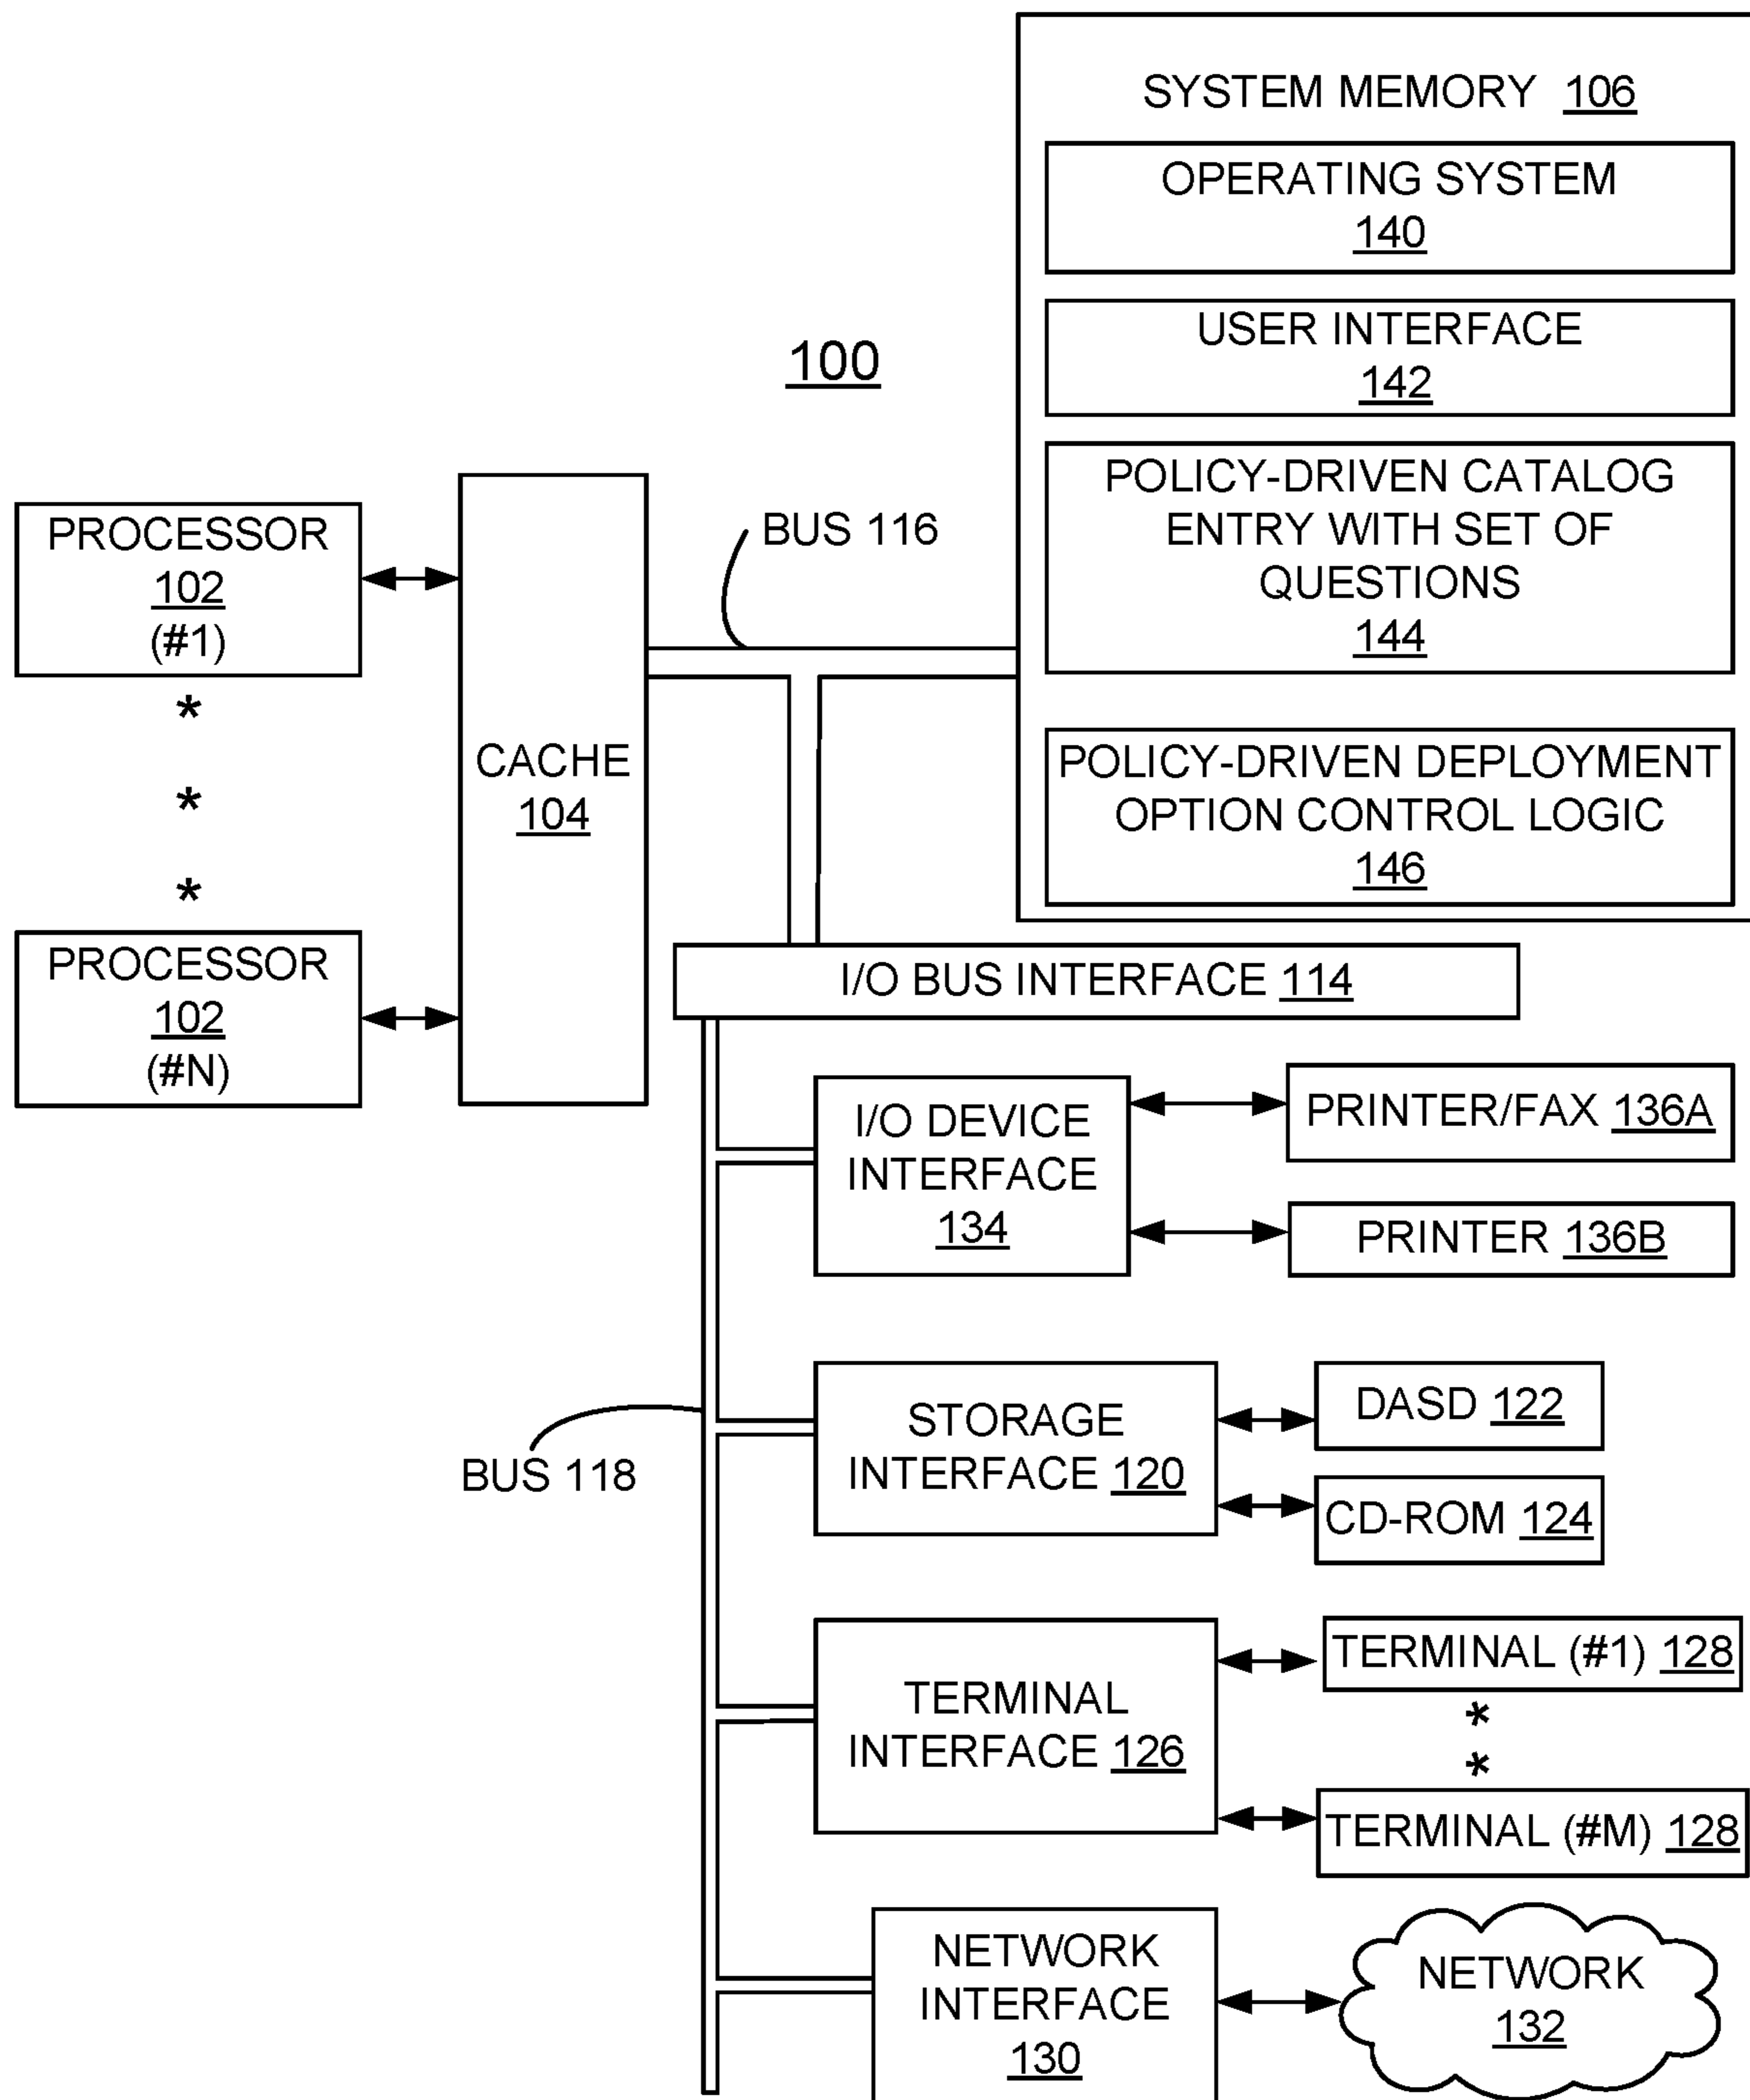 SYSTEM MEMORY 106
OPERATING SYSTEM
140
USER INTERFACE
142
POLICY-DRIVEN CATALOG
ENTRY WITH SET OF
QUESTIONS
144
POLICY-DRIVEN DEPLOYMENT
OPTION CONTROL LOGIC
146
100
PROCESSOR
102
(#1)
*
*
*
PROCESSOR
102
(#N)
CACHE
104
BUS 116
I/O BUS INTERFACE 114
I/O DEVICE
INTERFACE
134
PRINTER/FAX 136A
PRINTER 136B
BUS 118
STORAGE
INTERFACE 120
DASD 122
CD-ROM 124
TERMINAL
INTERFACE 126
TERMINAL (#1) 128
*
*
TERMINAL (#M) 128
NETWORK
INTERFACE
130
NETWORK
132